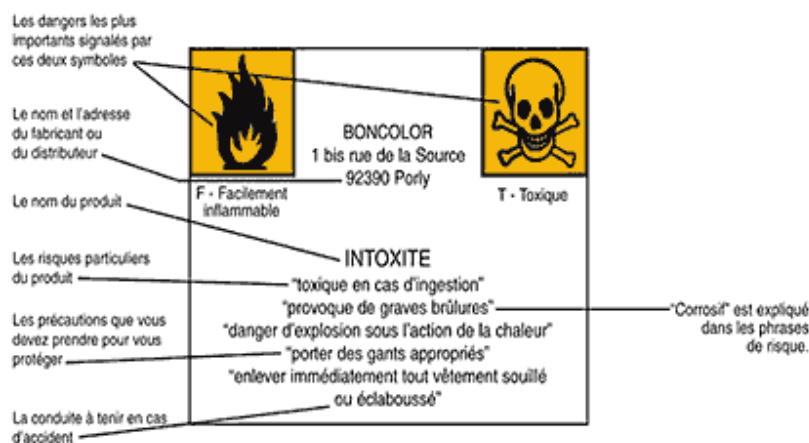 Les dangers les plus
importants signalés par
ces deux symboles
Le nom et l'adresse
du fabricant ou
du distributeur
Le nom du produit
Les risques particuliers
du produit
Les précautions que vous
devez prendre pour vous
protéger
La conduite à tenir en cas
d'accident
F - Facilement
inflammable
BONCOLOR
1 bis rue de la Source
92390 Porly
T - Toxique
INTOXITE
"toxique en cas d'ingestion"
"provoque de graves brûlures"
"danger d'explosion sous l'action de la chaleur"
"porter des gants appropriés"
"enlever immédiatement tout vêtement souillé
ou éclaboussé"
"Corrosif" est expliqué
dans les phrases
de risque.